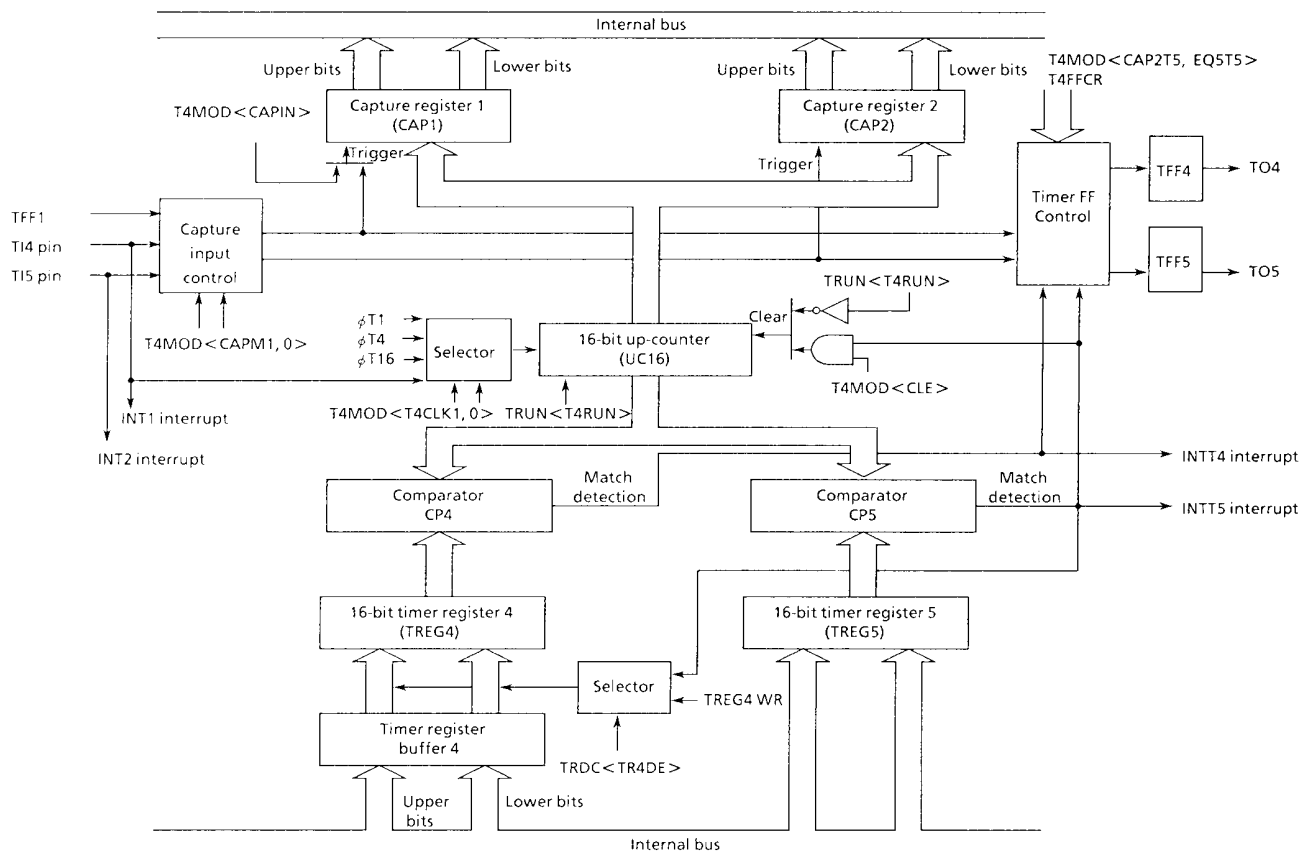 Internal bus
Upper bits
Lower bits
Upper bits
Lower bits
T4MOD<CAP2T5, EQ5T5>
T4FFCR
T4MOD<CAPIN>
Capture register 1
(CAP1)
Capture register 2
(CAP2)
Trigger
Trigger
TFF1
TI4 pin
TI5 pin
Capture
input
control
Timer FF
Control
TFF4
TO4
TFF5
TO5
T4MOD<CAPM1, 0>
φT1
φT4
φT16
Selector
16-bit up-counter
(UC16)
Clear
TRUN<T4RUN>
T4MOD<CLE>
T4MOD<T4CLK1, 0>
TRUN<T4RUN>
INT1 interrupt
INT2 interrupt
INTT4 interrupt
Comparator
CP4
Match
detection
Comparator
CP5
Match
detection
INTT5 interrupt
16-bit timer register 4
(TREG4)
16-bit timer register 5
(TREG5)
Selector
TREG4 WR
Timer register
buffer 4
TRDC<TR4DE>
Upper
bits
Lower bits
Internal bus